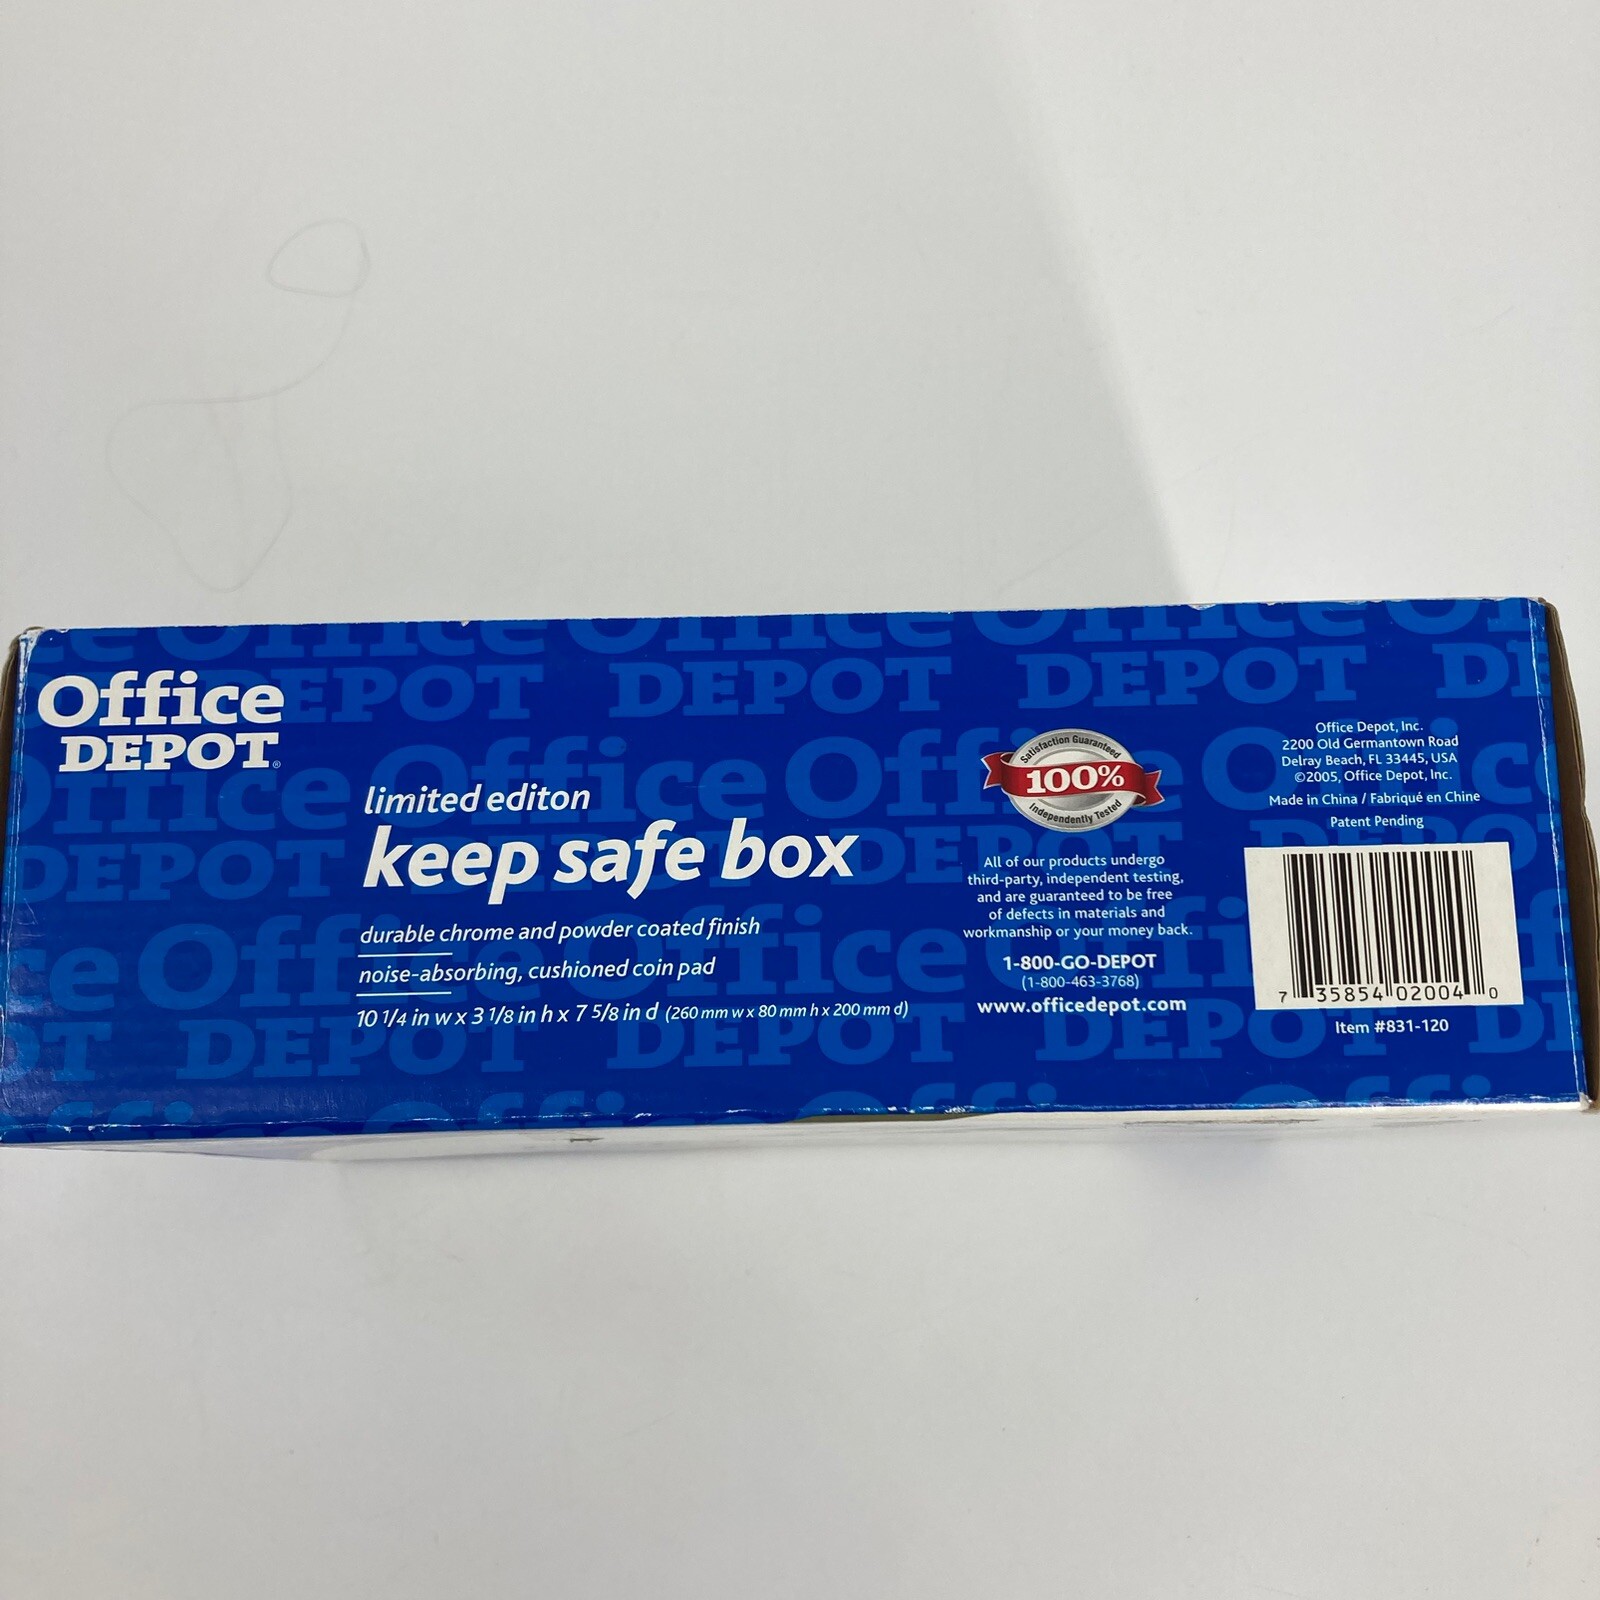 Office
DEPOT®
limited editon
keep safe box
durable chrome and powder coated finish
noise-absorbing, cushioned coin pad
10 1/4 in w x 3 1/8 in h x 7 5/8 in d (260 mm w x 80 mm h x 200 mm d)
Satisfaction Guaranteed
100%
Independently Tested
All of our products undergo
third-party, independent testing,
and are guaranteed to be free
of defects in materials and
workmanship or your money back.
1-800-GO-DEPOT
(1-800-463-3768)
www.officedepot.com
Office Depot, Inc.
2200 Old Germantown Road
Delray Beach, FL 33445, USA
©2005, Office Depot, Inc.
Made in China / Fabriqué en Chine
Patent Pending
7 35854 02004 0
Item #831-120